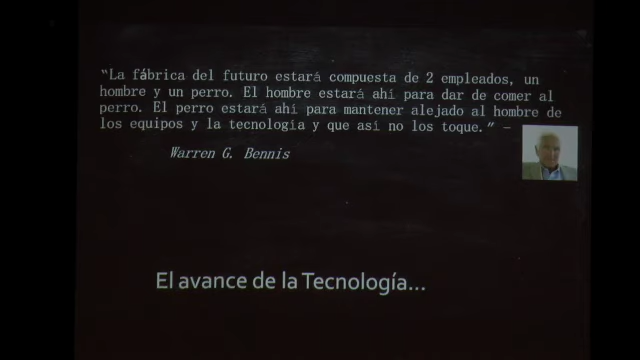 “La fábrica del futuro estará compuesta de 2 empleados, un
hombre y un perro. El hombre estará ahí para dar de comer al
perro. El perro estará ahí para mantener alejado al hombre de
los equipos y la tecnología y que así no los toque.” –
Warren G. Bennis
El avance de la Tecnología...